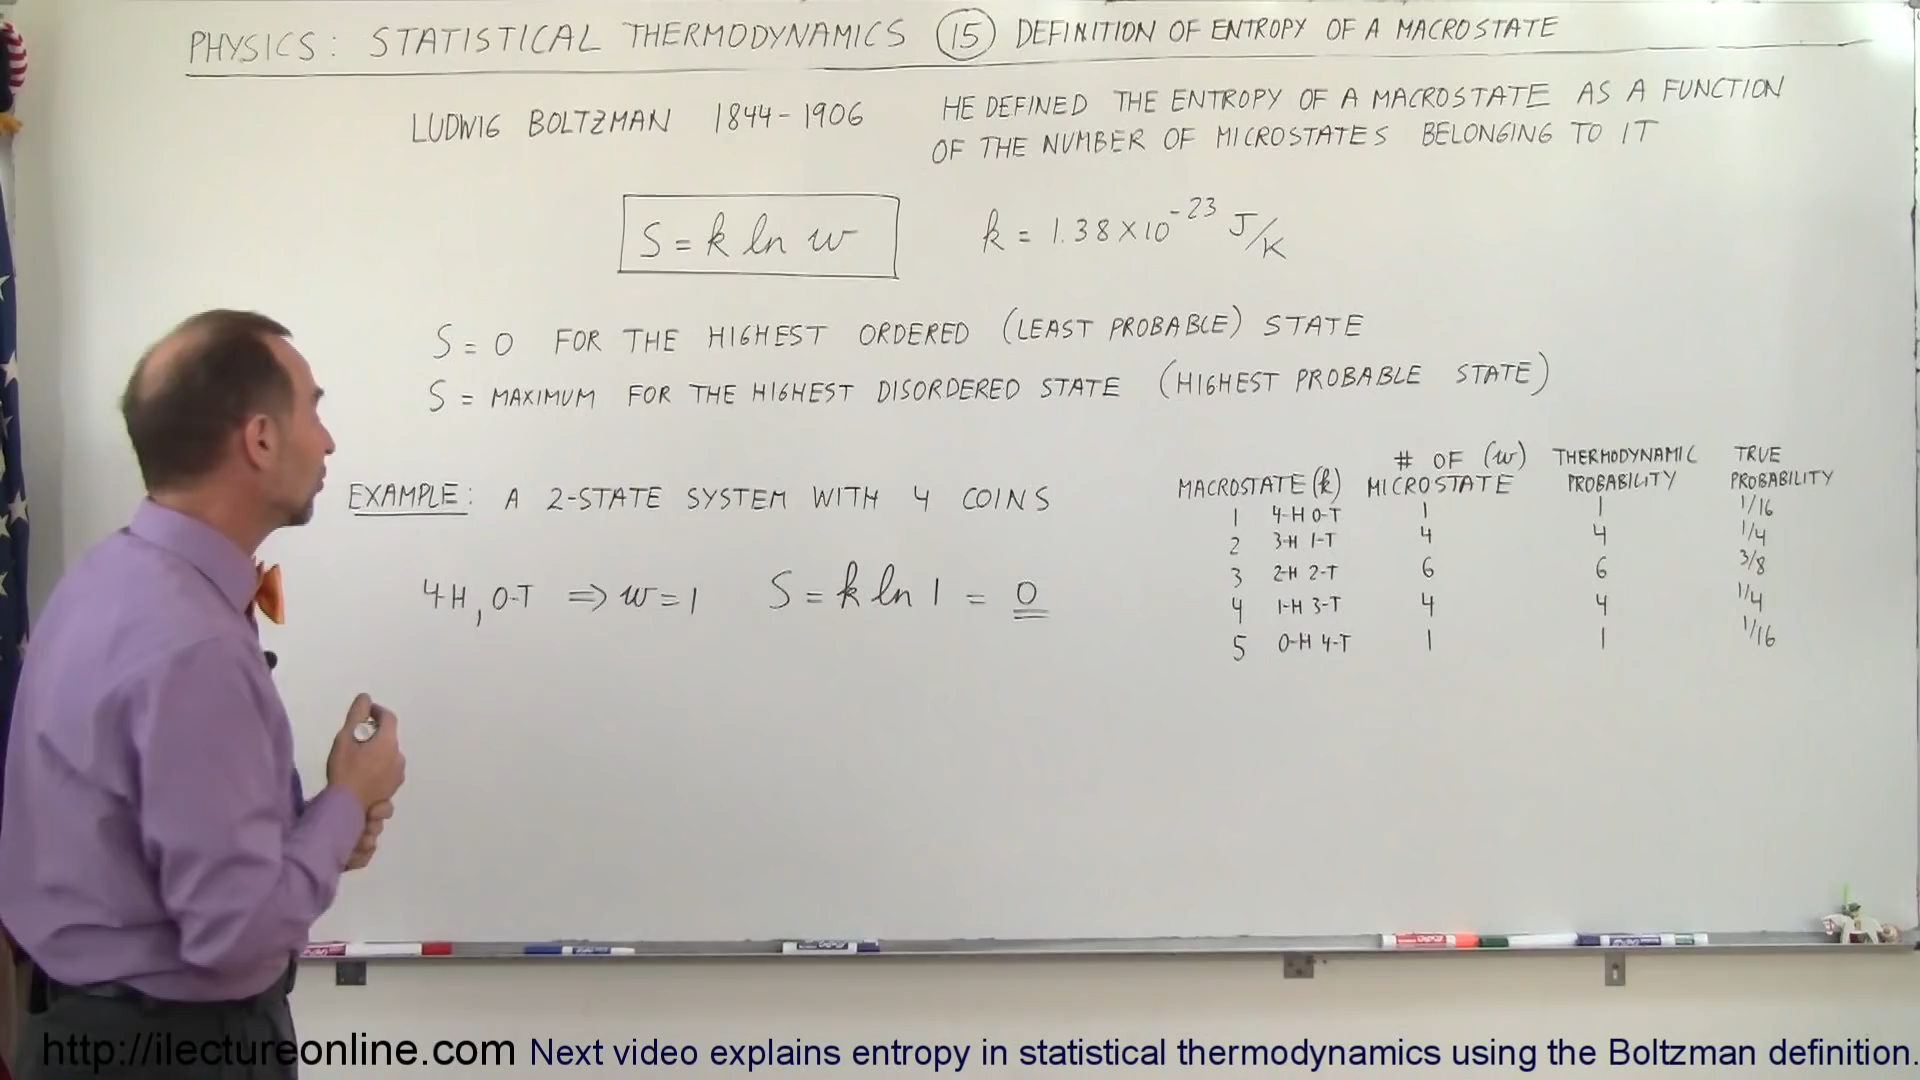 PHYSICS: STATISTICAL THERMODYNAMICS 15 DEFINITION OF ENTROPY OF A MACROSTATE
LUDWIG BOLTZMAN 1844-1906
HE DEFINED THE ENTROPY OF A MACROSTATE AS A FUNCTION
OF THE NUMBER OF MICROSTATES BELONGING TO IT
S = k ln w
k = 1.38×10⁻²³ J/K
S = 0 FOR THE HIGHEST ORDERED (LEAST PROBABLE) STATE
S = MAXIMUM FOR THE HIGHEST DISORDERED STATE (HIGHEST PROBABLE STATE)
EXAMPLE: A 2-STATE SYSTEM WITH 4 COINS
4-H, 0-T ⇒ w=1 S = k ln 1 = 0
# OF (w) THERMODYNAMIC TRUE
MACROSTATE (k) MICROSTATE PROBABILITY PROBABILITY
1 4-H 0-T 1 1 1/16
2 3-H 1-T 4 4 1/4
3 2-H 2-T 6 6 3/8
4 1-H 3-T 4 4 1/4
5 0-H 4-T 1 1 1/16
http://ilectureonline.com Next video explains entropy in statistical thermodynamics using the Boltzman definition.